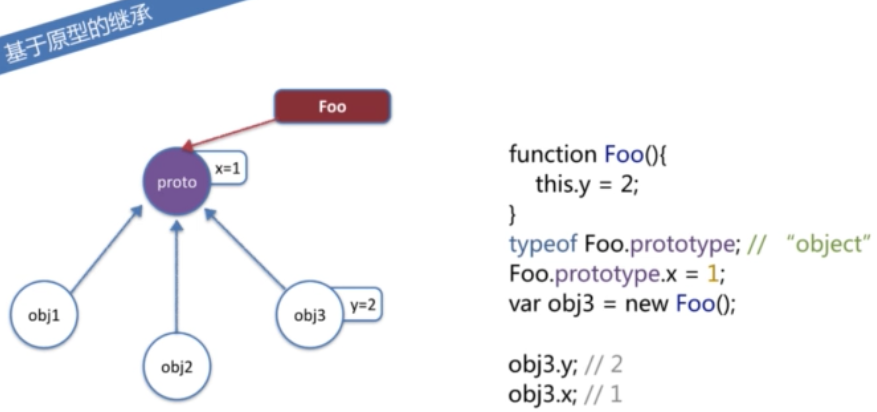 基于原型的继承
Foo
proto
x=1
obj1
obj2
obj3
y=2
function Foo(){
this.y = 2;
}
typeof Foo.prototype; // “object”
Foo.prototype.x = 1;
var obj3 = new Foo();
obj3.y; // 2
obj3.x; // 1